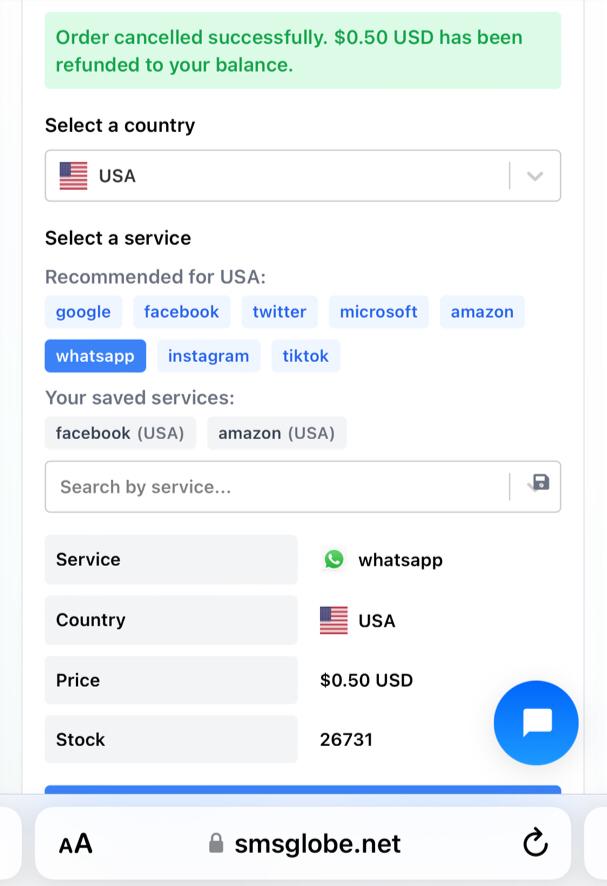 Order cancelled successfully. $0.50 USD has been
refunded to your balance.
Select a country
USA
Select a service
Recommended for USA:
google facebook twitter microsoft amazon
whatsapp instagram tiktok
Your saved services:
facebook (USA) amazon (USA)
Search by service...
Service whatsapp
Country USA
Price $0.50 USD
Stock 26731
AA smsglobe.net